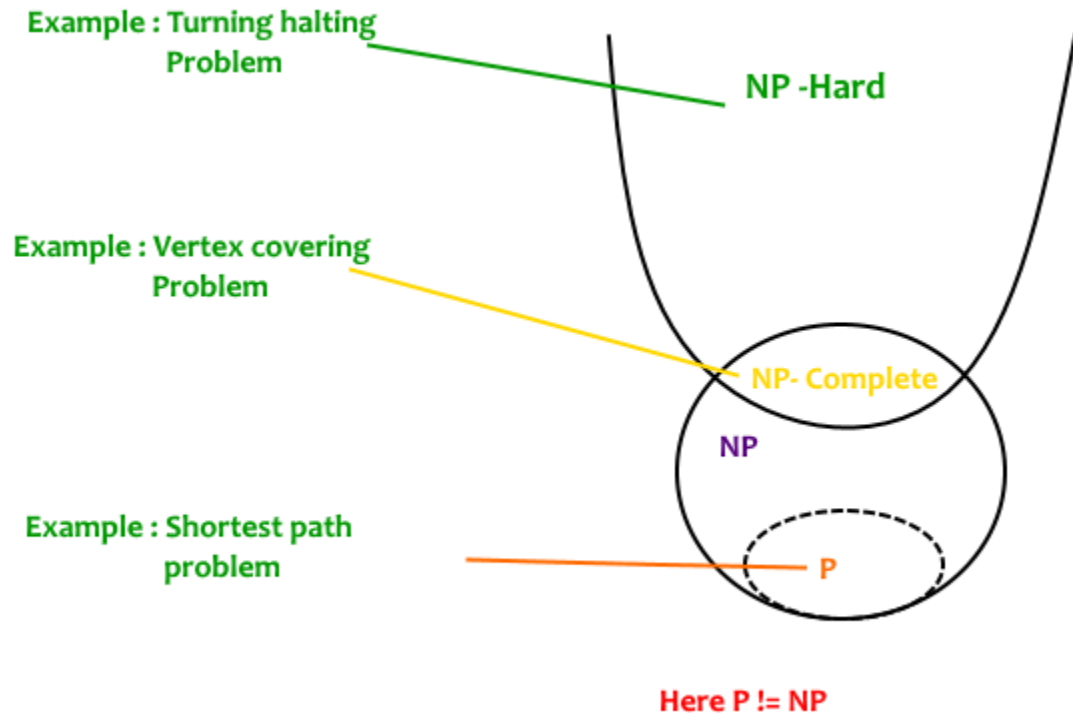 Example : Turning halting
Problem
NP -Hard
Example : Vertex covering
Problem
NP- Complete
NP
Example : Shortest path
problem
P
Here P != NP